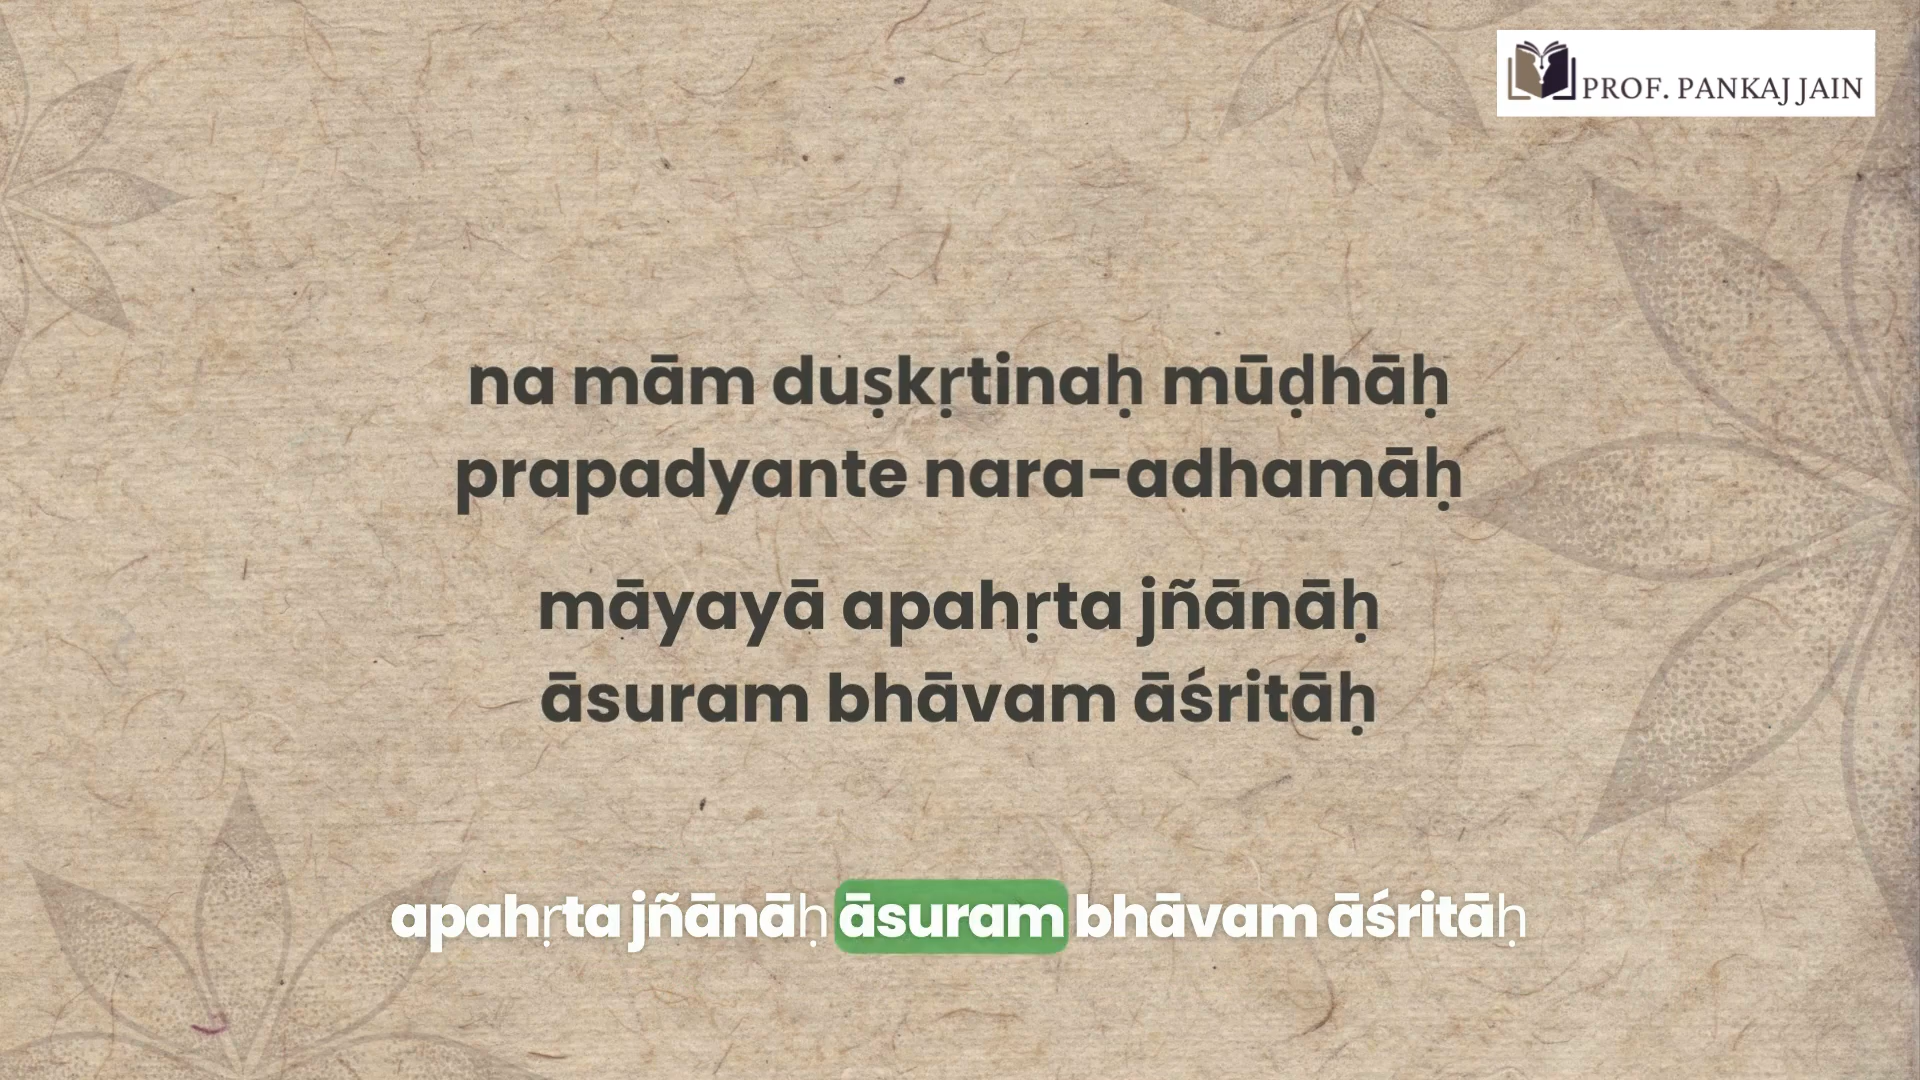 PROF. PANKAJ JAIN
na mām duṣkṛtinaḥ mūḍhāḥ
prapadyante nara-adhamāḥ
māyayā apahṛta jñānāḥ
āsuram bhāvam āśritāḥ
apahṛta jñānāḥ āsuram bhāvam āśritāḥ